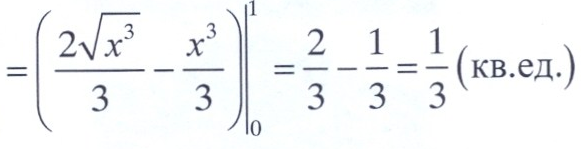 = (2√x³/3 − x³/3)|₀¹ = 2/3 − 1/3 = 1/3 (кв.ед.)